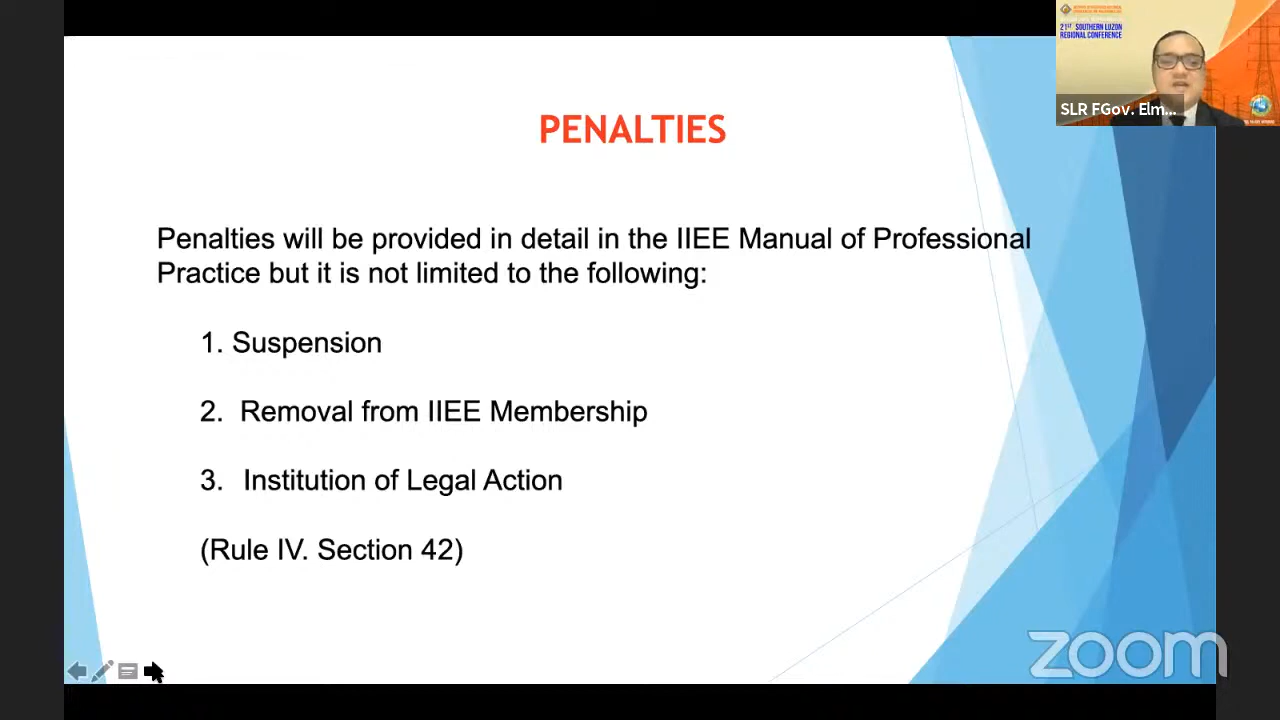 21ST SOUTHERN LUZON
REGIONAL CONFERENCE
SLR FGov. Elm...
PENALTIES
Penalties will be provided in detail in the IIEE Manual of Professional
Practice but it is not limited to the following:
1. Suspension
2. Removal from IIEE Membership
3. Institution of Legal Action
(Rule IV. Section 42)
zoom